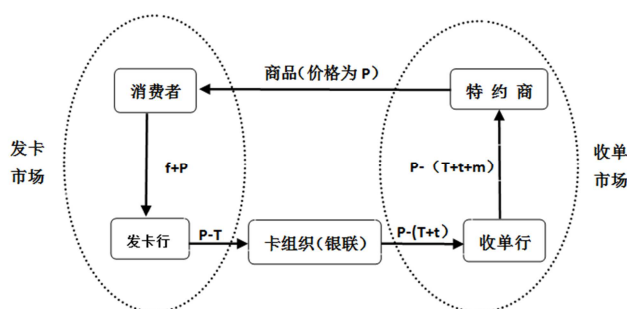 商品（价格为 P）
消费者
特 约 商
发卡
市场
f+P
P-（T+t+m）
收单
市场
发卡行
P-T
卡组织（银联）
P-(T+t)
收单行